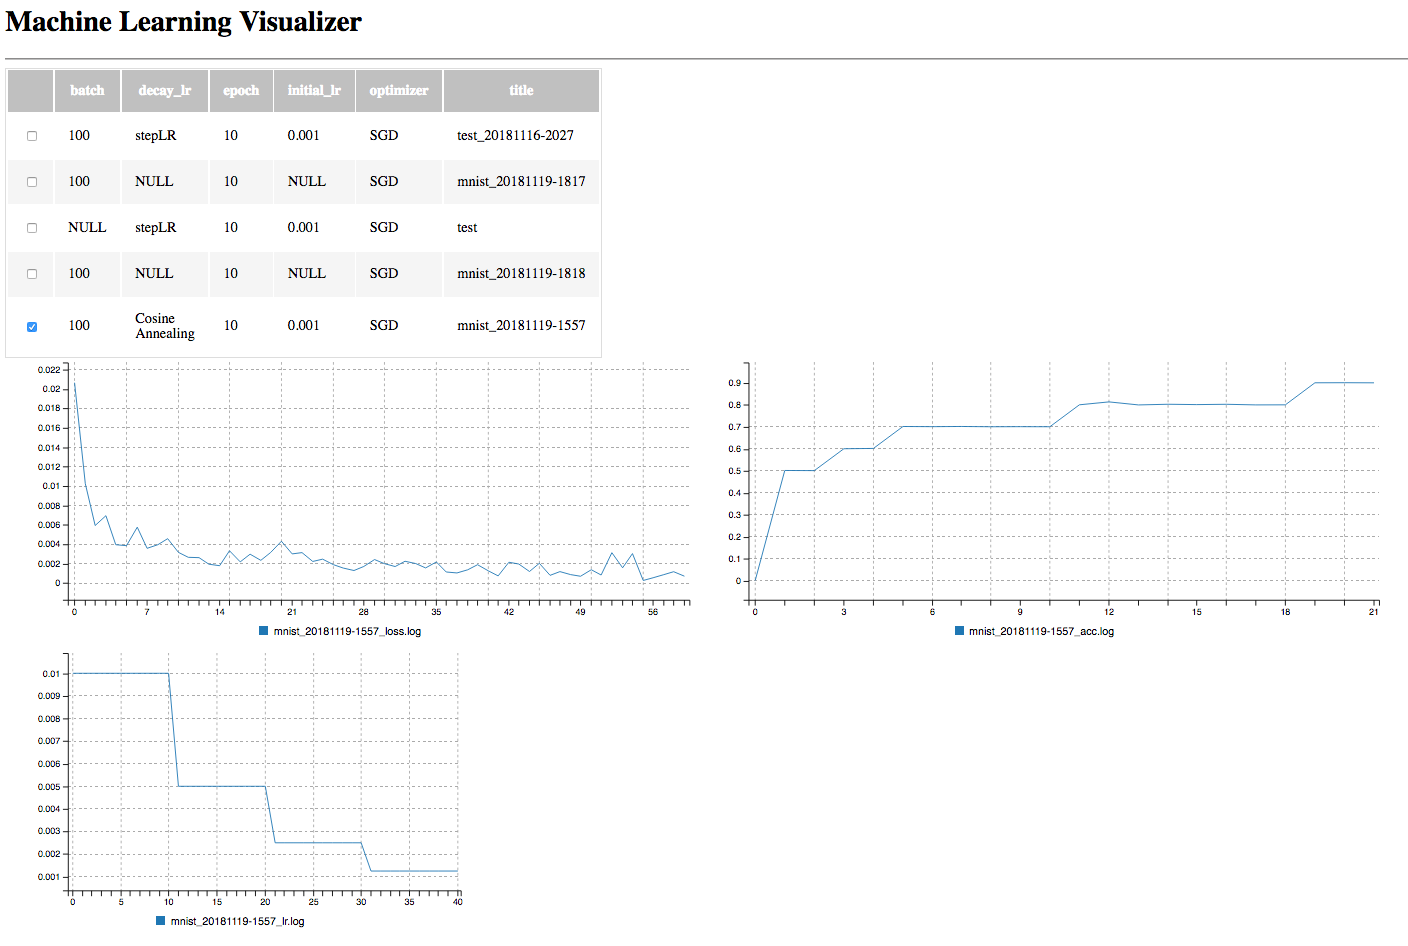 Machine Learning Visualizer
batch decay_lr epoch initial_lr optimizer title
100 stepLR 10 0.001 SGD test_20181116-2027
100 NULL 10 NULL SGD mnist_20181119-1817
NULL stepLR 10 0.001 SGD test
100 NULL 10 NULL SGD mnist_20181119-1818
100 Cosine Annealing 10 0.001 SGD mnist_20181119-1557
0.022
0.02
0.018
0.016
0.014
0.012
0.01
0.008
0.006
0.004
0.002
0
0 7 14 21 28 35 42 49 56
mnist_20181119-1557_loss.log
0.9
0.8
0.7
0.6
0.5
0.4
0.3
0.2
0.1
0
0 3 6 9 12 15 18 21
mnist_20181119-1557_acc.log
0.01
0.009
0.008
0.007
0.006
0.005
0.004
0.003
0.002
0.001
0 5 10 15 20 25 30 35 40
mnist_20181119-1557_lr.log